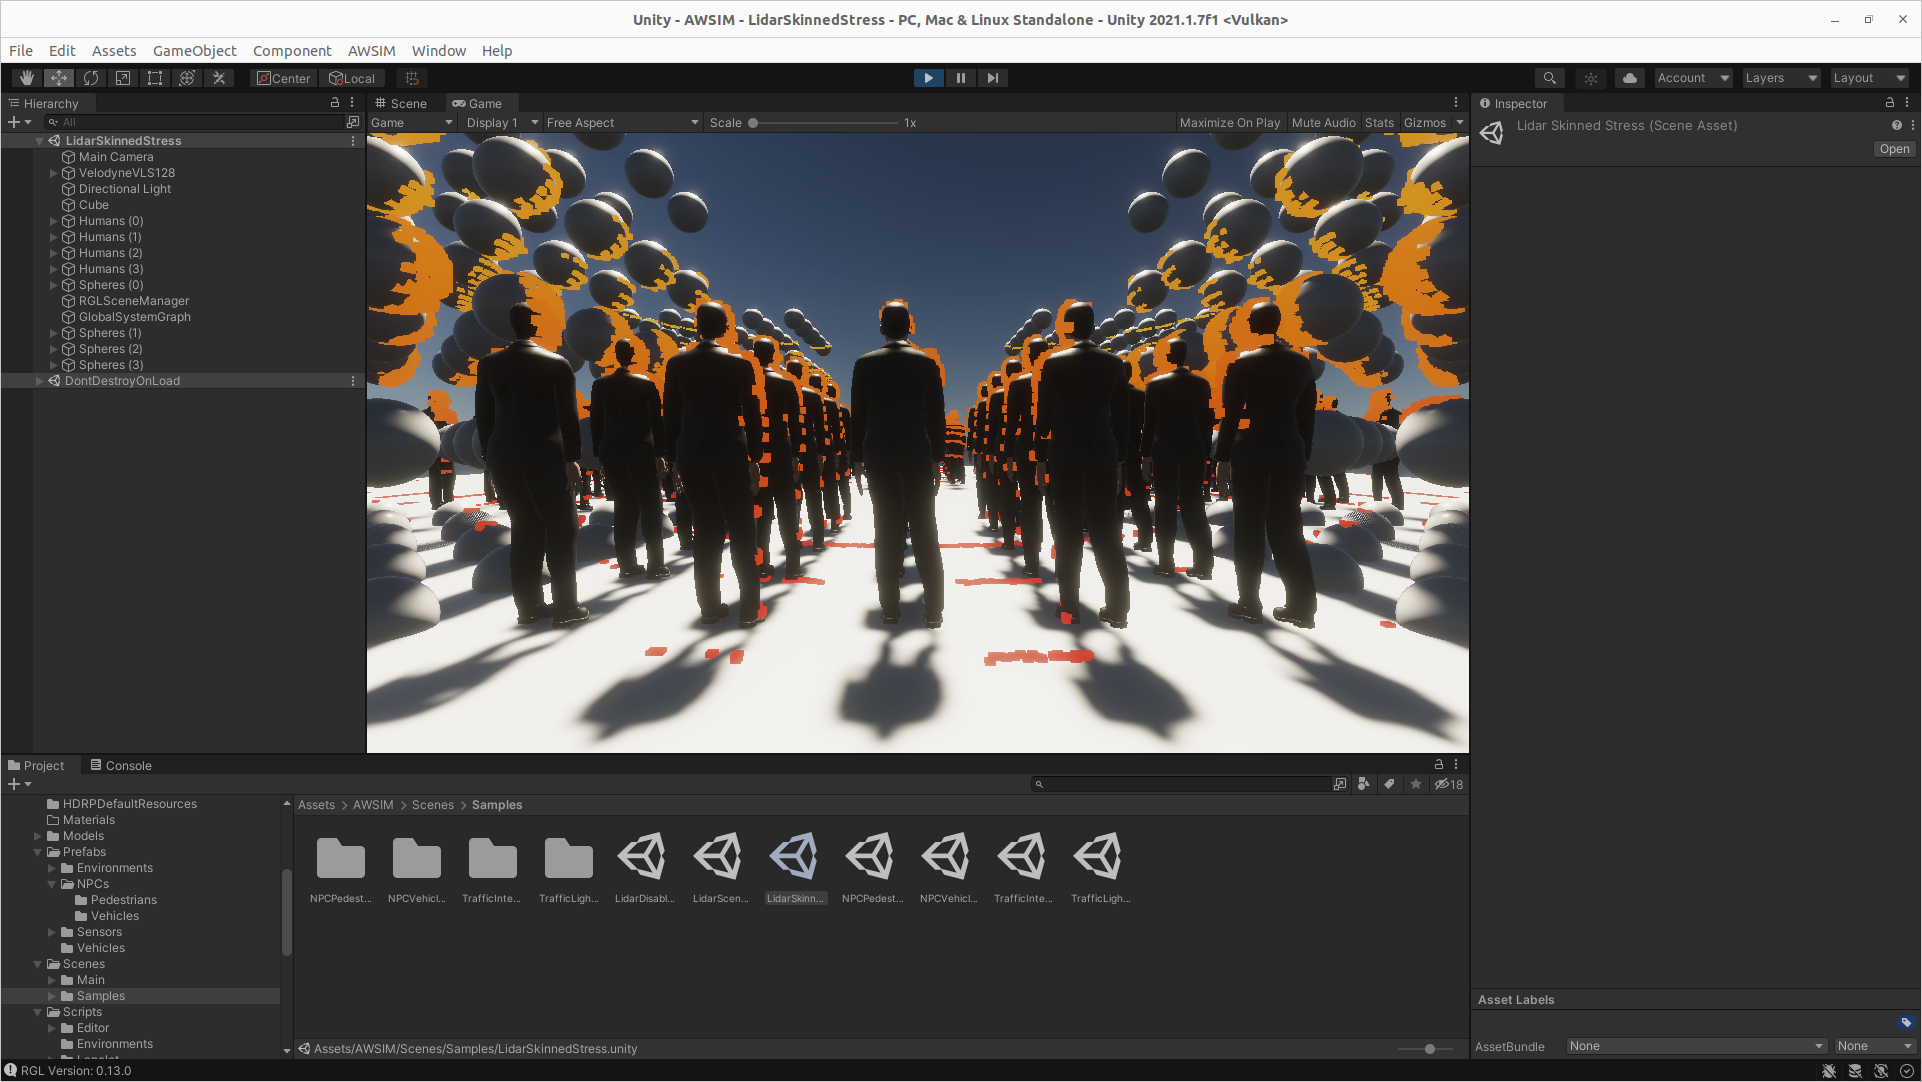 Unity - AWSIM - LidarSkinnedStress - PC, Mac & Linux Standalone - Unity 2021.1.7f1 <Vulkan>
File Edit Assets GameObject Component AWSIM Window Help
Center Local Account Layers Layout
Hierarchy
All
LidarSkinnedStress
Main Camera
VelodyneVLS128
Directional Light
Cube
Humans (0)
Humans (1)
Humans (2)
Humans (3)
Spheres (0)
RGLSceneManager
GlobalSystemGraph
Spheres (1)
Spheres (2)
Spheres (3)
DontDestroyOnLoad
Scene Game
Game Display 1 Free Aspect Scale 1x Maximize On Play Mute Audio Stats Gizmos
Inspector
Lidar Skinned Stress (Scene Asset)
Open
Project Console
18
HDRPDefaultResources
Materials
Models
Prefabs
Environments
NPCs
Pedestrians
Vehicles
Sensors
Vehicles
Scenes
Main
Samples
Scripts
Editor
Environments
Assets > AWSIM > Scenes > Samples
NPCPedest... NPCVehicl... TrafficInte... TrafficLigh... LidarDisabl... LidarScen... LidarSkinn... NPCPedest... NPCVehicl... TrafficInte... TrafficLigh...
Assets/AWSIM/Scenes/Samples/LidarSkinnedStress.unity
Asset Labels
AssetBundle None None
RGL Version: 0.13.0